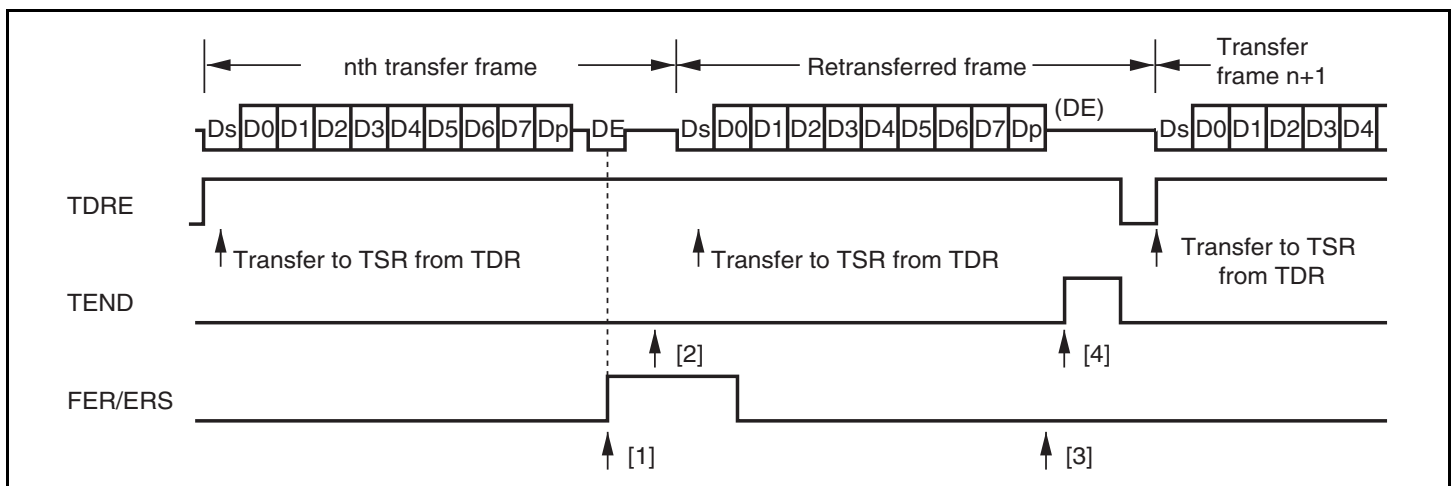 nth transfer frame
Retransferred frame
Transfer
frame n+1
Ds D0 D1 D2 D3 D4 D5 D6 D7 Dp DE
Ds D0 D1 D2 D3 D4 D5 D6 D7 Dp (DE)
Ds D0 D1 D2 D3 D4
TDRE
Transfer to TSR from TDR
Transfer to TSR from TDR
Transfer to TSR
from TDR
TEND
[2]
[4]
FER/ERS
[1]
[3]